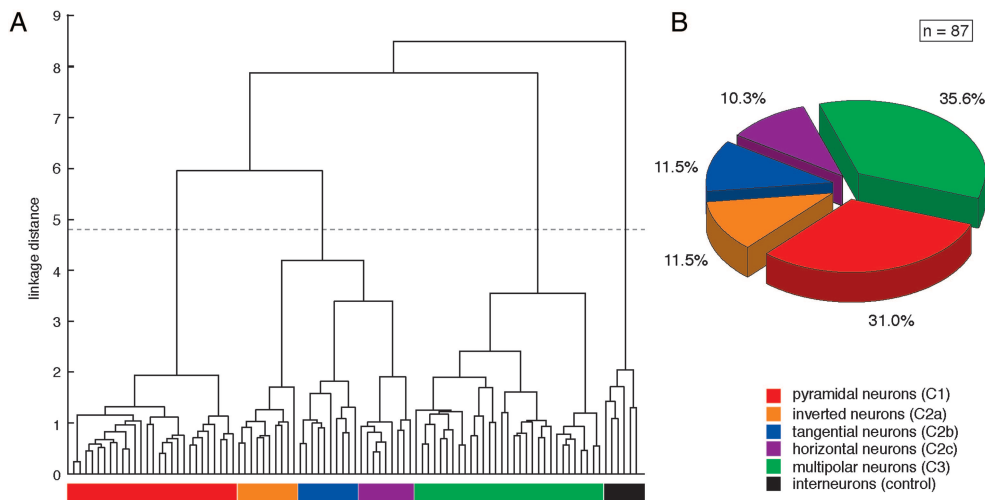 A
9
8
7
6
5
4
3
2
1
0
linkage distance
B
n = 87
10.3%
35.6%
11.5%
11.5%
31.0%
pyramidal neurons (C1)
inverted neurons (C2a)
tangential neurons (C2b)
horizontal neurons (C2c)
multipolar neurons (C3)
interneurons (control)